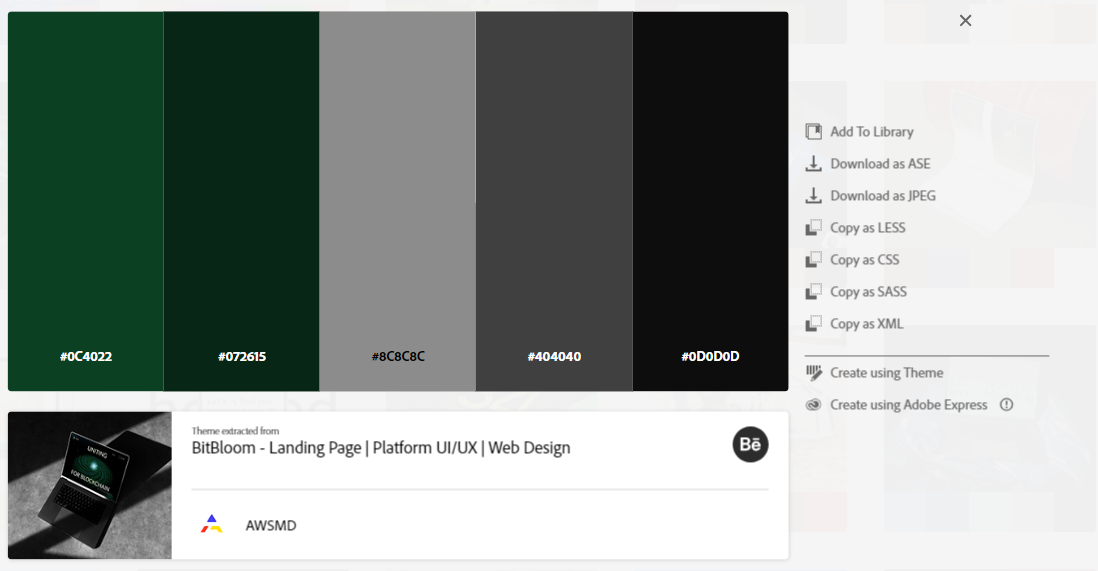 #0C4022
#072615
#8C8C8C
#404040
#0D0D0D
Add To Library
Download as ASE
Download as JPEG
Copy as LESS
Copy as CSS
Copy as SASS
Copy as XML
Create using Theme
Create using Adobe Express
Theme extracted from
BitBloom - Landing Page | Platform UI/UX | Web Design
Bē
AWSMD
UNITING
FOR BLOCKCHAIN